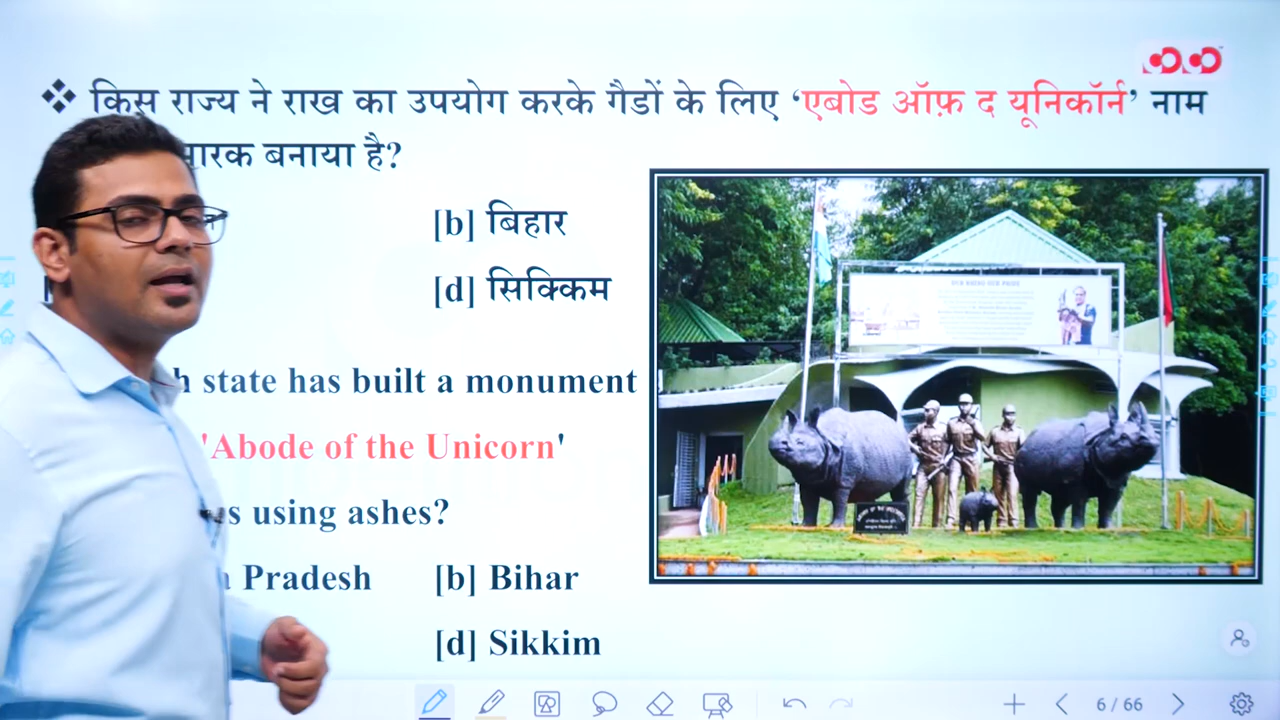 ❖ किस राज्य ने राख का उपयोग करके गैडों के लिए ‘एबोड ऑफ़ द यूनिकॉर्न’ नाम
बनाया है?
[b] बिहार
[d] सिक्किम
state has built a monument
'Abode of the Unicorn'
using ashes?
Pradesh [b] Bihar
[d] Sikkim
6 / 66